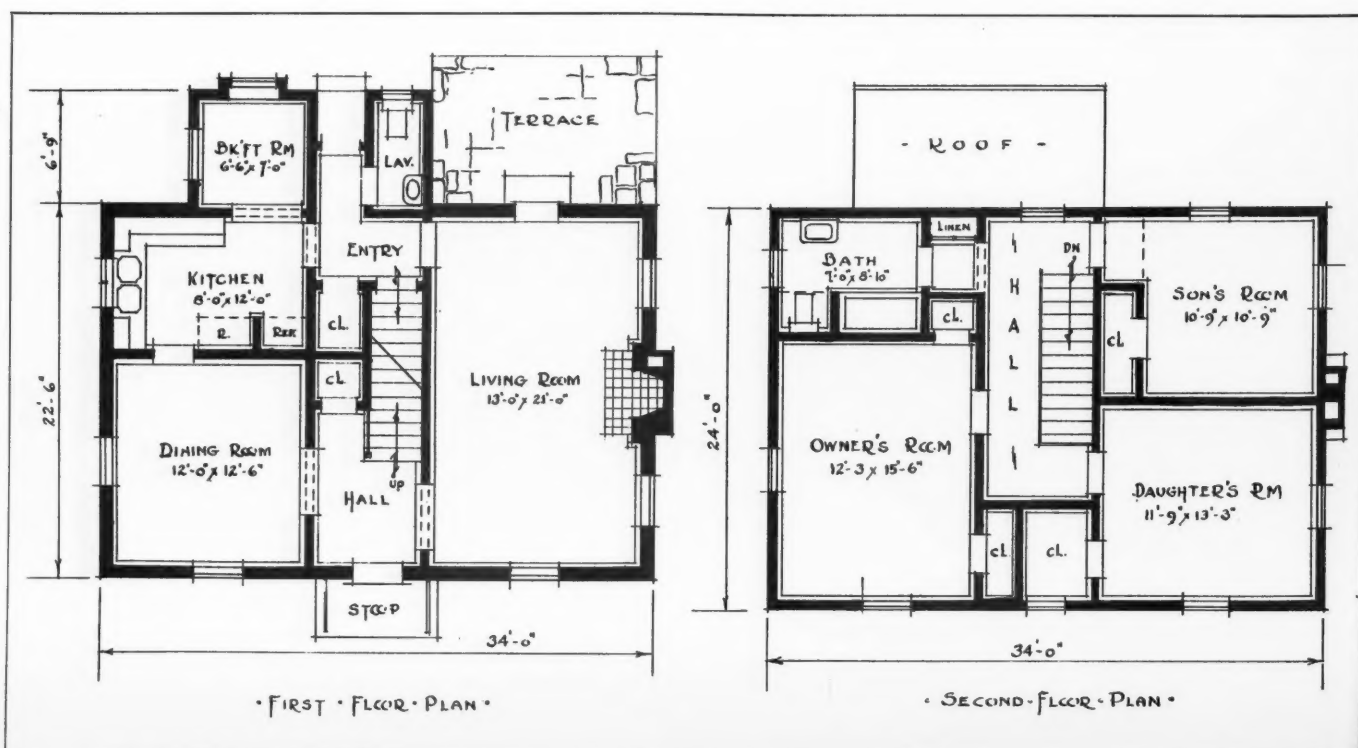 6'-9"
22'-6"
BK'FT RM
6'-6" x 7'-0"
LAV.
TERRACE
ENTRY
KITCHEN
8'-0" x 12'-0"
R.
REF.
CL.
CL.
DINING ROOM
12'-0" x 12'-6"
LIVING ROOM
13'-0" x 21'-0"
HALL
UP
STOOP
34'-0"
· FIRST · FLOOR · PLAN ·
- ROOF -
24'-0"
LINEN
BATH
7'-0" x 8'-10"
CL.
HALL
DN
SON'S ROOM
10'-9" x 10'-9"
CL.
OWNER'S ROOM
12'-3 x 15'-6"
DAUGHTER'S RM
11'-9" x 13'-3"
CL.
CL.
34'-0"
· SECOND · FLOOR · PLAN ·